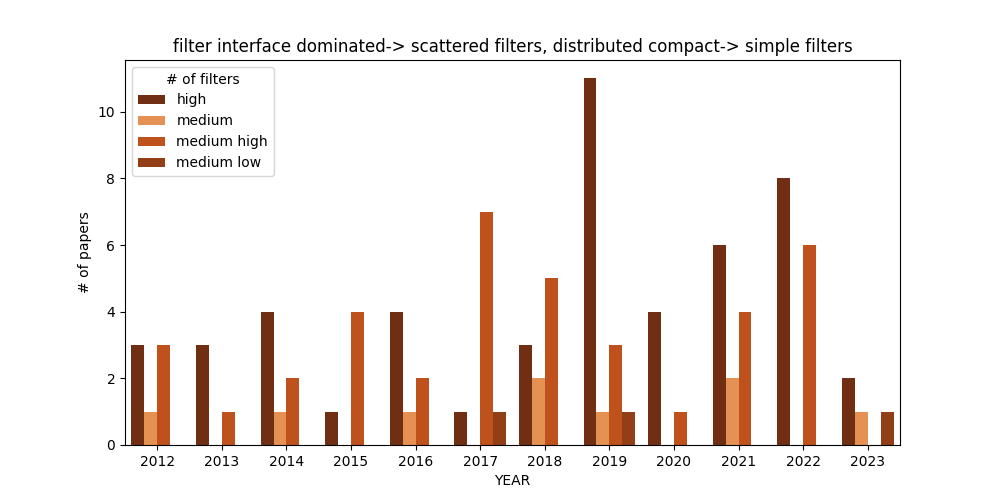 filter interface dominated-> scattered filters, distributed compact-> simple filters
# of filters
high
medium
medium high
medium low
# of papers
10
8
6
4
2
0
2012 2013 2014 2015 2016 2017 2018 2019 2020 2021 2022 2023
YEAR